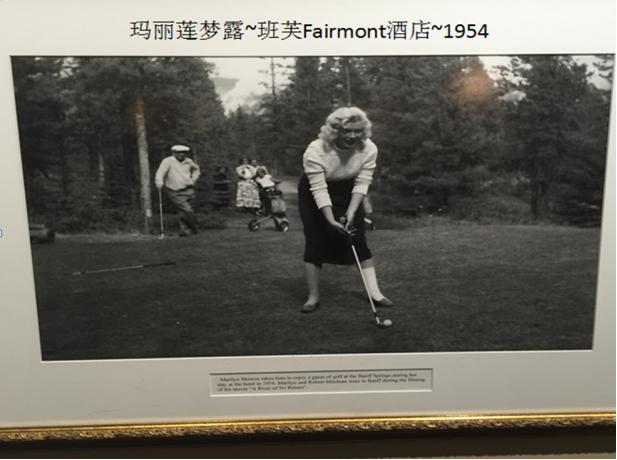 玛丽莲梦露~班芙Fairmont酒店~1954
Marilyn Monroe takes time to enjoy a game of golf at the Banff Springs during her
stay at the hotel in 1954. Marilyn and Robert Mitchum were in Banff during the filming
of the movie "A River of No Return".